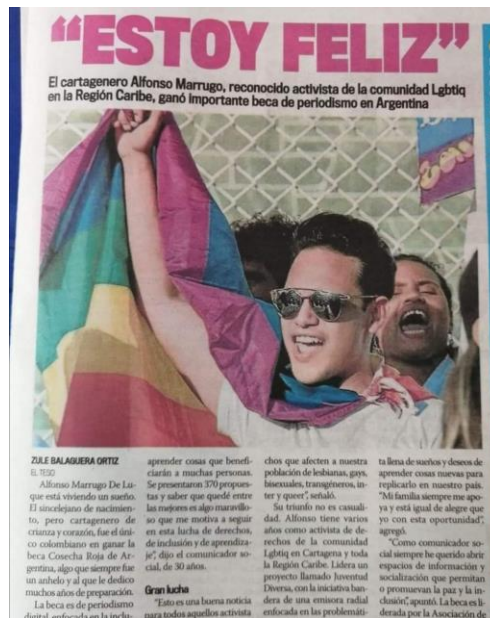 “ESTOY FELIZ”
El cartagenero Alfonso Marrugo, reconocido activista de la comunidad Lgbtiq
en la Región Caribe, ganó importante beca de periodismo en Argentina
ZULE BALAGUERA ORTIZ
EL TESO
Alfonso Marrugo De Lu-
que está viviendo un sueño.
El sincelejano de nacimien-
to, pero cartagenero de
crianza y corazón, fue el úni-
co colombiano en ganar la
beca Cosecha Roja de Ar-
gentina, algo que siempre fue
un anhelo y al que le dedico
muchos años de preparación.
La beca es de periodismo
digital, enfocada en la inclu-
aprender cosas que benefi-
ciarán a muchas personas.
Se presentaron 370 propues-
tas y saber que quedé entre
las mejores es algo maravillo-
so que me motiva a seguir
en esta lucha de derechos,
de inclusión y de aprendiza-
je”, dijo el comunicador so-
cial, de 30 años.
Gran lucha
“Esto es una buena noticia
para todos aquellos activista
chos que afecten a nuestra
población de lesbianas, gays,
bisexuales, transgéneros, in-
ter y queer”, señaló.
Su triunfo no es casuali-
dad. Alfonso tiene varios
años como activista de de-
rechos de la comunidad
Lgbtiq en Cartagena y toda
la Región Caribe. Lidera un
proyecto llamado Juventud
Diversa, con la iniciativa ban-
dera de una emisora radial
enfocada en las problemáti-
ta llena de sueños y deseos de
aprender cosas nuevas para
replicarlo en nuestro país.
“Mi familia siempre me apo-
ya y está igual de alegre que
yo con esta oportunidad”,
agregó.
“Como comunicador so-
cial siempre he querido abrir
espacios de información y
socialización que permitan
o promuevan la paz y la in-
clusión”, apuntó. La beca es li-
derada por la Asociación de